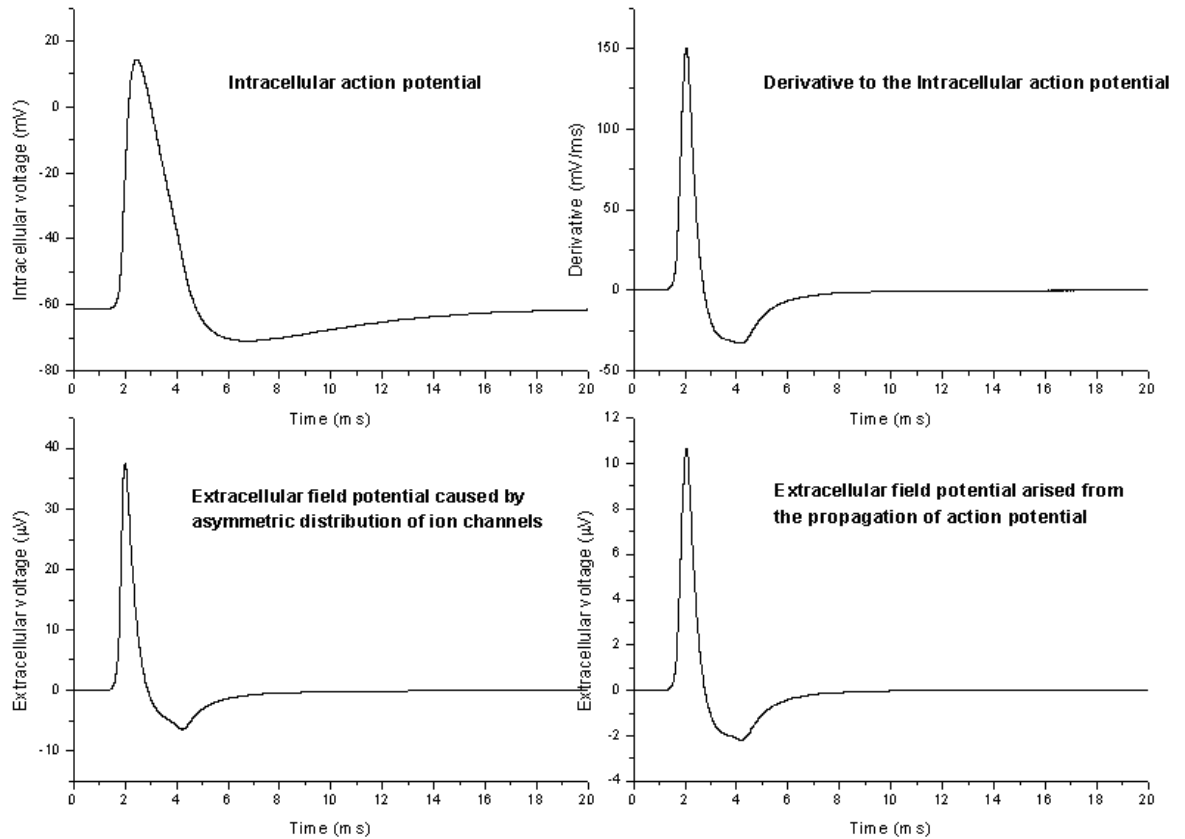 20
0
-20
-40
-60
-80
Intracellular voltage (mV)
Intracellular action potential
0 2 4 6 8 10 12 14 16 18 20
Time (ms)
150
100
50
0
-50
Derivative (mV/ms)
Derivative to the Intracellular action potential
0 2 4 6 8 10 12 14 16 18 20
Time (ms)
40
30
20
10
0
-10
Extracellular voltage (μV)
Extracellular field potential caused by
asymmetric distribution of ion channels
0 2 4 6 8 10 12 14 16 18 20
Time (ms)
12
10
8
6
4
2
0
-2
-4
Extracellular voltage (μV)
Extracellular field potential arised from
the propagation of action potential
0 2 4 6 8 10 12 14 16 18 20
Time (ms)